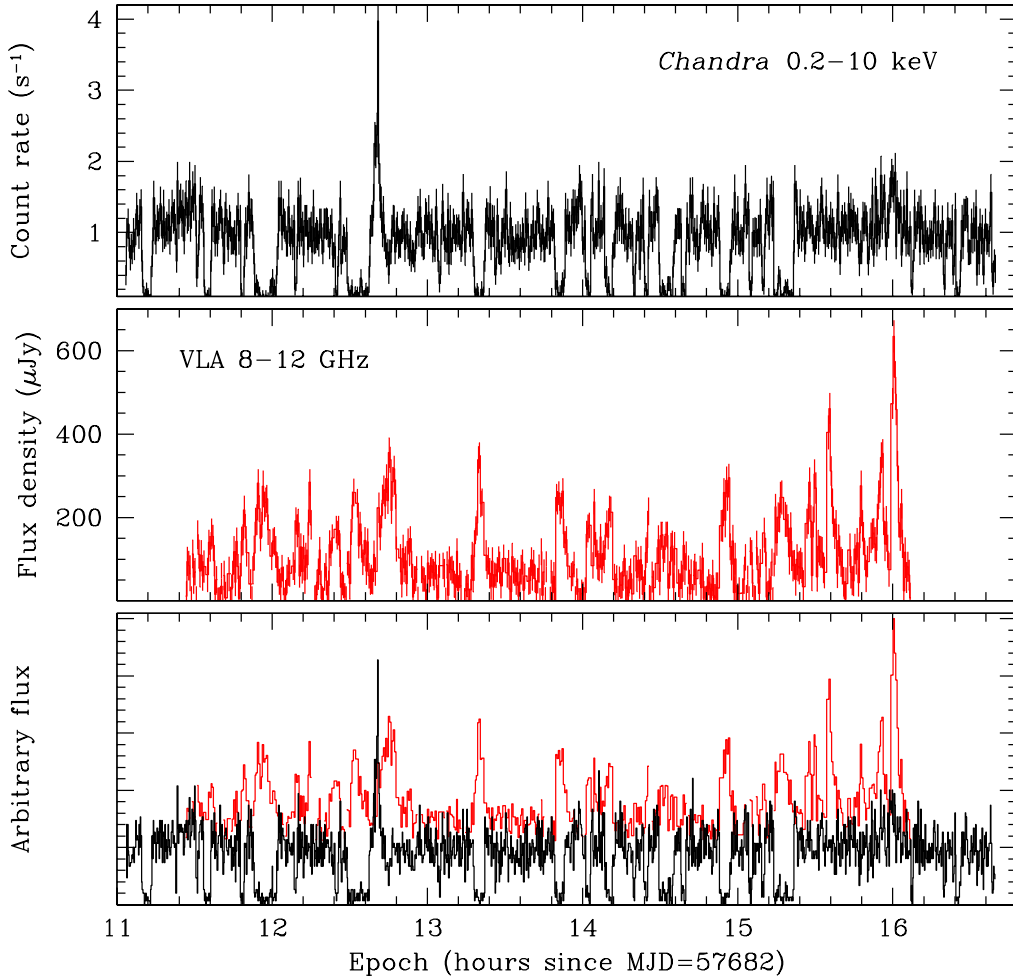 Chandra 0.2−10 keV
Count rate (s⁻¹)
4
3
2
1
VLA 8−12 GHz
Flux density (μJy)
600
400
200
Arbitrary flux
11 12 13 14 15 16
Epoch (hours since MJD=57682)